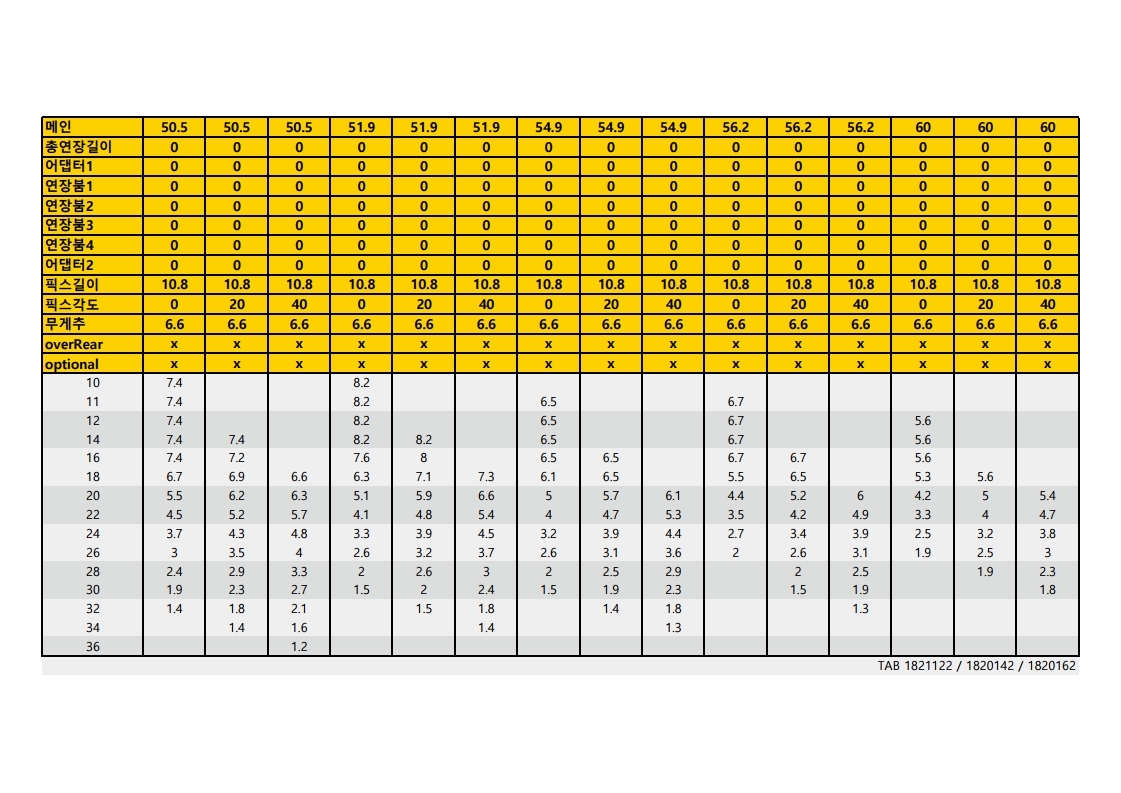 메인 50.5 50.5 50.5 51.9 51.9 51.9 54.9 54.9 54.9 56.2 56.2 56.2 60 60 60
총연장길이 0 0 0 0 0 0 0 0 0 0 0 0 0 0 0
어댑터1 0 0 0 0 0 0 0 0 0 0 0 0 0 0 0
연장붐1 0 0 0 0 0 0 0 0 0 0 0 0 0 0 0
연장붐2 0 0 0 0 0 0 0 0 0 0 0 0 0 0 0
연장붐3 0 0 0 0 0 0 0 0 0 0 0 0 0 0 0
연장붐4 0 0 0 0 0 0 0 0 0 0 0 0 0 0 0
어댑터2 0 0 0 0 0 0 0 0 0 0 0 0 0 0 0
픽스길이 10.8 10.8 10.8 10.8 10.8 10.8 10.8 10.8 10.8 10.8 10.8 10.8 10.8 10.8 10.8
픽스각도 0 20 40 0 20 40 0 20 40 0 20 40 0 20 40
무게추 6.6 6.6 6.6 6.6 6.6 6.6 6.6 6.6 6.6 6.6 6.6 6.6 6.6 6.6 6.6
overRear x x x x x x x x x x x x x x x
optional x x x x x x x x x x x x x x x
10 7.4 8.2
11 7.4 8.2 6.5 6.7
12 7.4 8.2 6.5 6.7 5.6
14 7.4 7.4 8.2 8.2 6.5 6.7 5.6
16 7.4 7.2 7.6 8 6.5 6.5 6.7 6.7 5.6
18 6.7 6.9 6.6 6.3 7.1 7.3 6.1 6.5 5.5 6.5 5.3 5.6
20 5.5 6.2 6.3 5.1 5.9 6.6 5 5.7 6.1 4.4 5.2 6 4.2 5 5.4
22 4.5 5.2 5.7 4.1 4.8 5.4 4 4.7 5.3 3.5 4.2 4.9 3.3 4 4.7
24 3.7 4.3 4.8 3.3 3.9 4.5 3.2 3.9 4.4 2.7 3.4 3.9 2.5 3.2 3.8
26 3 3.5 4 2.6 3.2 3.7 2.6 3.1 3.6 2 2.6 3.1 1.9 2.5 3
28 2.4 2.9 3.3 2 2.6 3 2 2.5 2.9 2 2.5 1.9 2.3
30 1.9 2.3 2.7 1.5 2 2.4 1.5 1.9 2.3 1.5 1.9 1.8
32 1.4 1.8 2.1 1.5 1.8 1.4 1.8 1.3
34 1.4 1.6 1.4 1.3
36 1.2
TAB 1821122 / 1820142 / 1820162